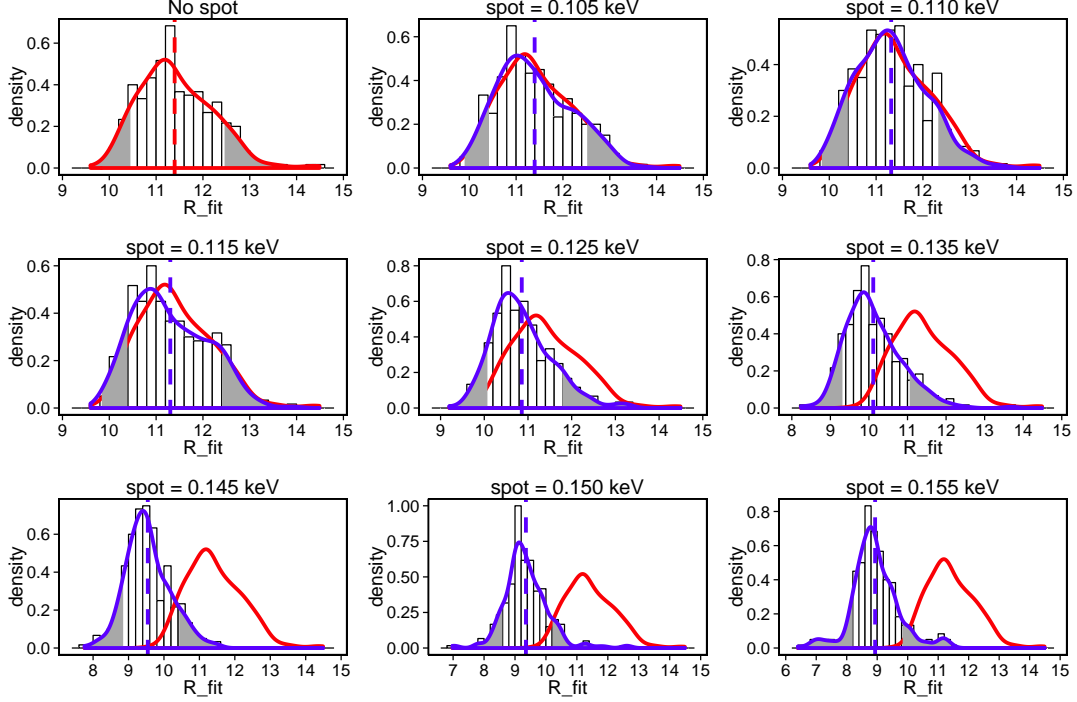 No spot
spot = 0.105 keV
spot = 0.110 keV
density
0.6
0.4
0.2
0.0
9 10 11 12 13 14 15
R_fit
density
0.6
0.4
0.2
0.0
9 10 11 12 13 14 15
R_fit
density
0.4
0.2
0.0
9 10 11 12 13 14 15
R_fit
spot = 0.115 keV
spot = 0.125 keV
spot = 0.135 keV
density
0.6
0.4
0.2
0.0
9 10 11 12 13 14 15
R_fit
density
0.8
0.6
0.4
0.2
0.0
9 10 11 12 13 14 15
R_fit
density
0.8
0.6
0.4
0.2
0.0
8 9 10 11 12 13 14 15
R_fit
spot = 0.145 keV
spot = 0.150 keV
spot = 0.155 keV
density
0.6
0.4
0.2
0.0
8 9 10 11 12 13 14 15
R_fit
density
1.00
0.75
0.50
0.25
0.00
7 8 9 10 11 12 13 14 15
R_fit
density
0.8
0.6
0.4
0.2
0.0
6 7 8 9 10 11 12 13 14 15
R_fit